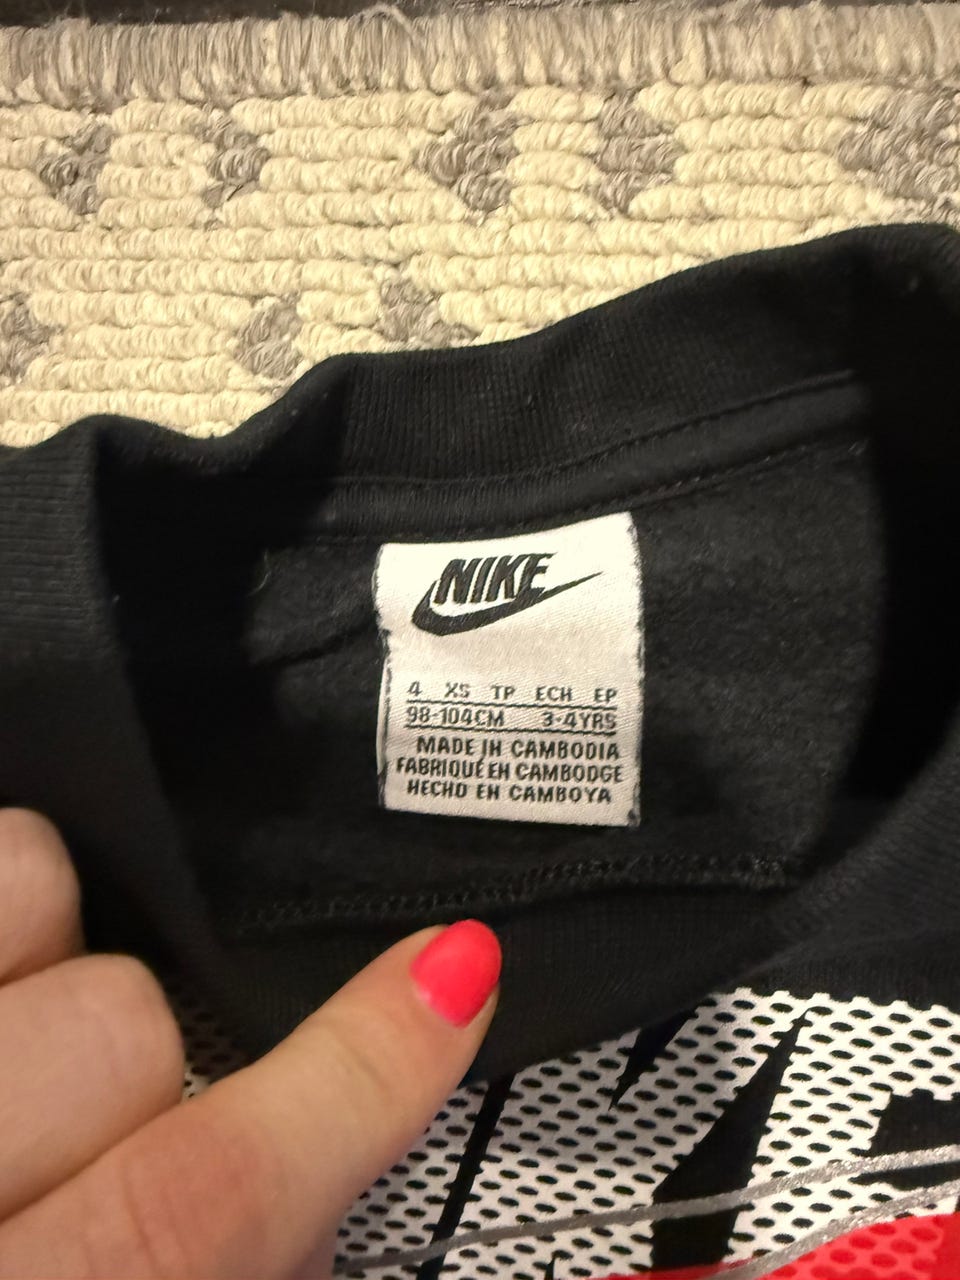 NIKE
4 XS TP ECH EP
98-104CM 3-4YRS
MADE IN CAMBODIA
FABRIQUÉ EN CAMBODGE
HECHO EN CAMBOYA